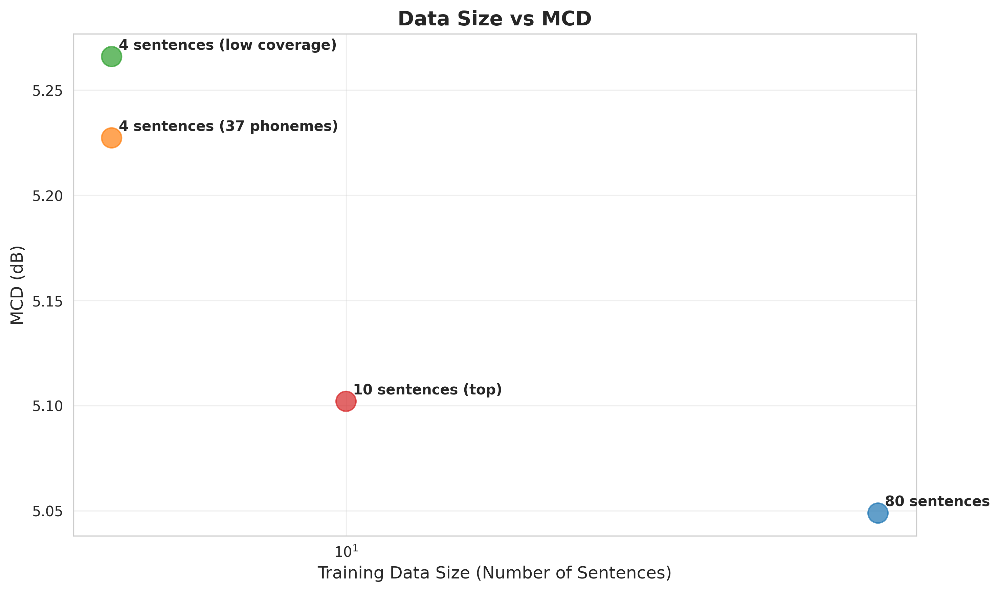 Data Size vs MCD
4 sentences (low coverage)
5.25
4 sentences (37 phonemes)
5.20
MCD (dB)
5.15
10 sentences (top)
5.10
80 sentences
5.05
10¹
Training Data Size (Number of Sentences)